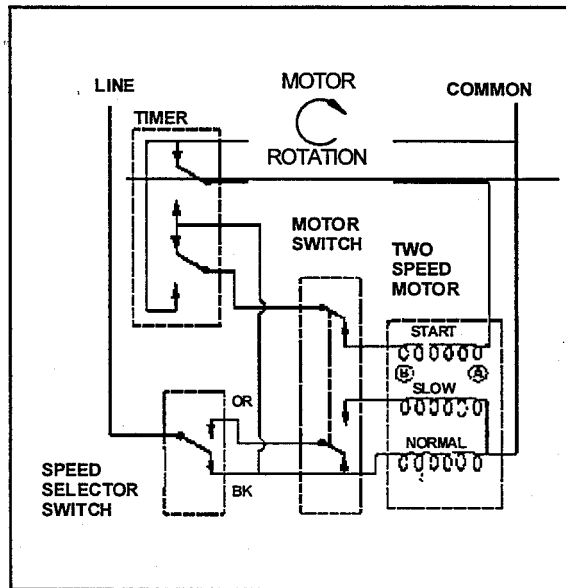 LINE
MOTOR
COMMON
TIMER
ROTATION
MOTOR
SWITCH
TWO
SPEED
MOTOR
START
B
A
SLOW
OR
NORMAL
SPEED
SELECTOR
SWITCH
BK